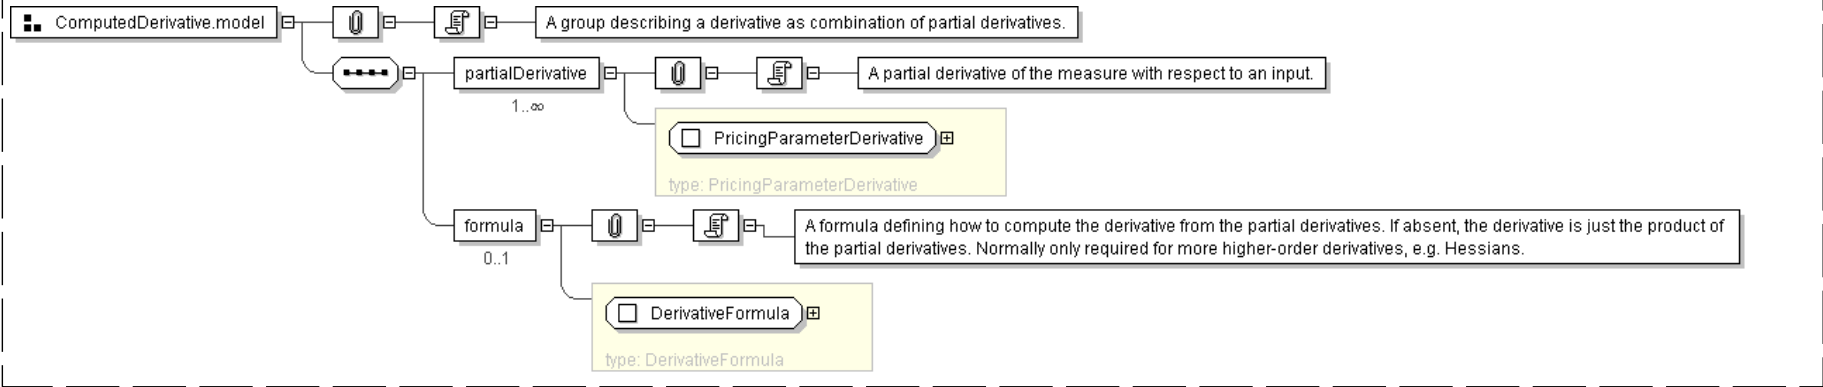 ComputedDerivative.model
A group describing a derivative as combination of partial derivatives.
partialDerivative
A partial derivative of the measure with respect to an input.
1..∞
PricingParameterDerivative
type: PricingParameterDerivative
formula
A formula defining how to compute the derivative from the partial derivatives. If absent, the derivative is just the product of
the partial derivatives. Normally only required for more higher-order derivatives, e.g. Hessians.
0..1
DerivativeFormula
type: DerivativeFormula